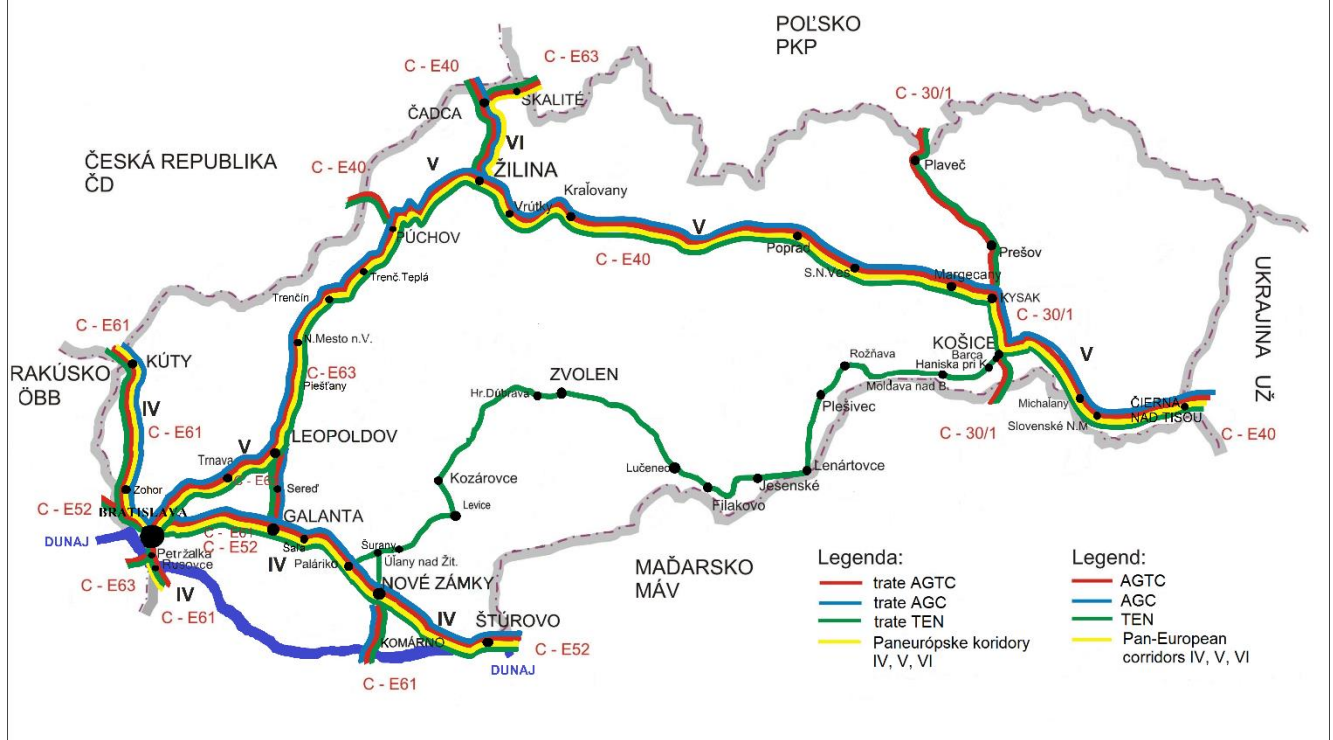 POĽSKO
PKP
C - E40
C - E63
SKALITÉ
ČADCA
C - 30/1
VI
ČESKÁ REPUBLIKA
ČD
C - E40
V
ŽILINA
Plaveč
Kraľovany
Vrútky
PÚCHOV
V
Poprad
C - E40
Prešov
Trenč.Teplá
S.N.Ves
Margecany
UKRAJINA UŽ
Trenčín
KYSAK
C - 30/1
C - E61
N.Mesto n.V.
KOŠICE
Barca
V
KÚTY
Rožňava
Haniska pri K.
RAKÚSKO
ÖBB
C - E63
ZVOLEN
Moldava nad B.
Piešťany
Hr.Dúbrava
Plešivec
Michaľany
ČIERNA
NAD TISOU
IV
C - E61
Slovenské N.M
LEOPOLDOV
C - 30/1
C - E40
V
Trnava
Lučenec
Lenártovce
Kozárovce
Jesenské
Zohor
Sereď
Fiľakovo
Levice
C - E52
BRATISLAVA
GALANTA
C - E61
C - E52
DUNAJ
Šaľa
Šurany
Úľany nad Žit.
Petržalka
Rusovce
IV
Palárikovo
MAĎARSKO
MÁV
C - E63
IV
NOVÉ ZÁMKY
C - E61
IV
ŠTÚROVO
KOMÁRNO
C - E52
DUNAJ
C - E61
Legenda:
trate AGTC
trate AGC
trate TEN
Paneurópske koridory
IV, V, VI
Legend:
AGTC
AGC
TEN
Pan-European
corridors IV, V, VI